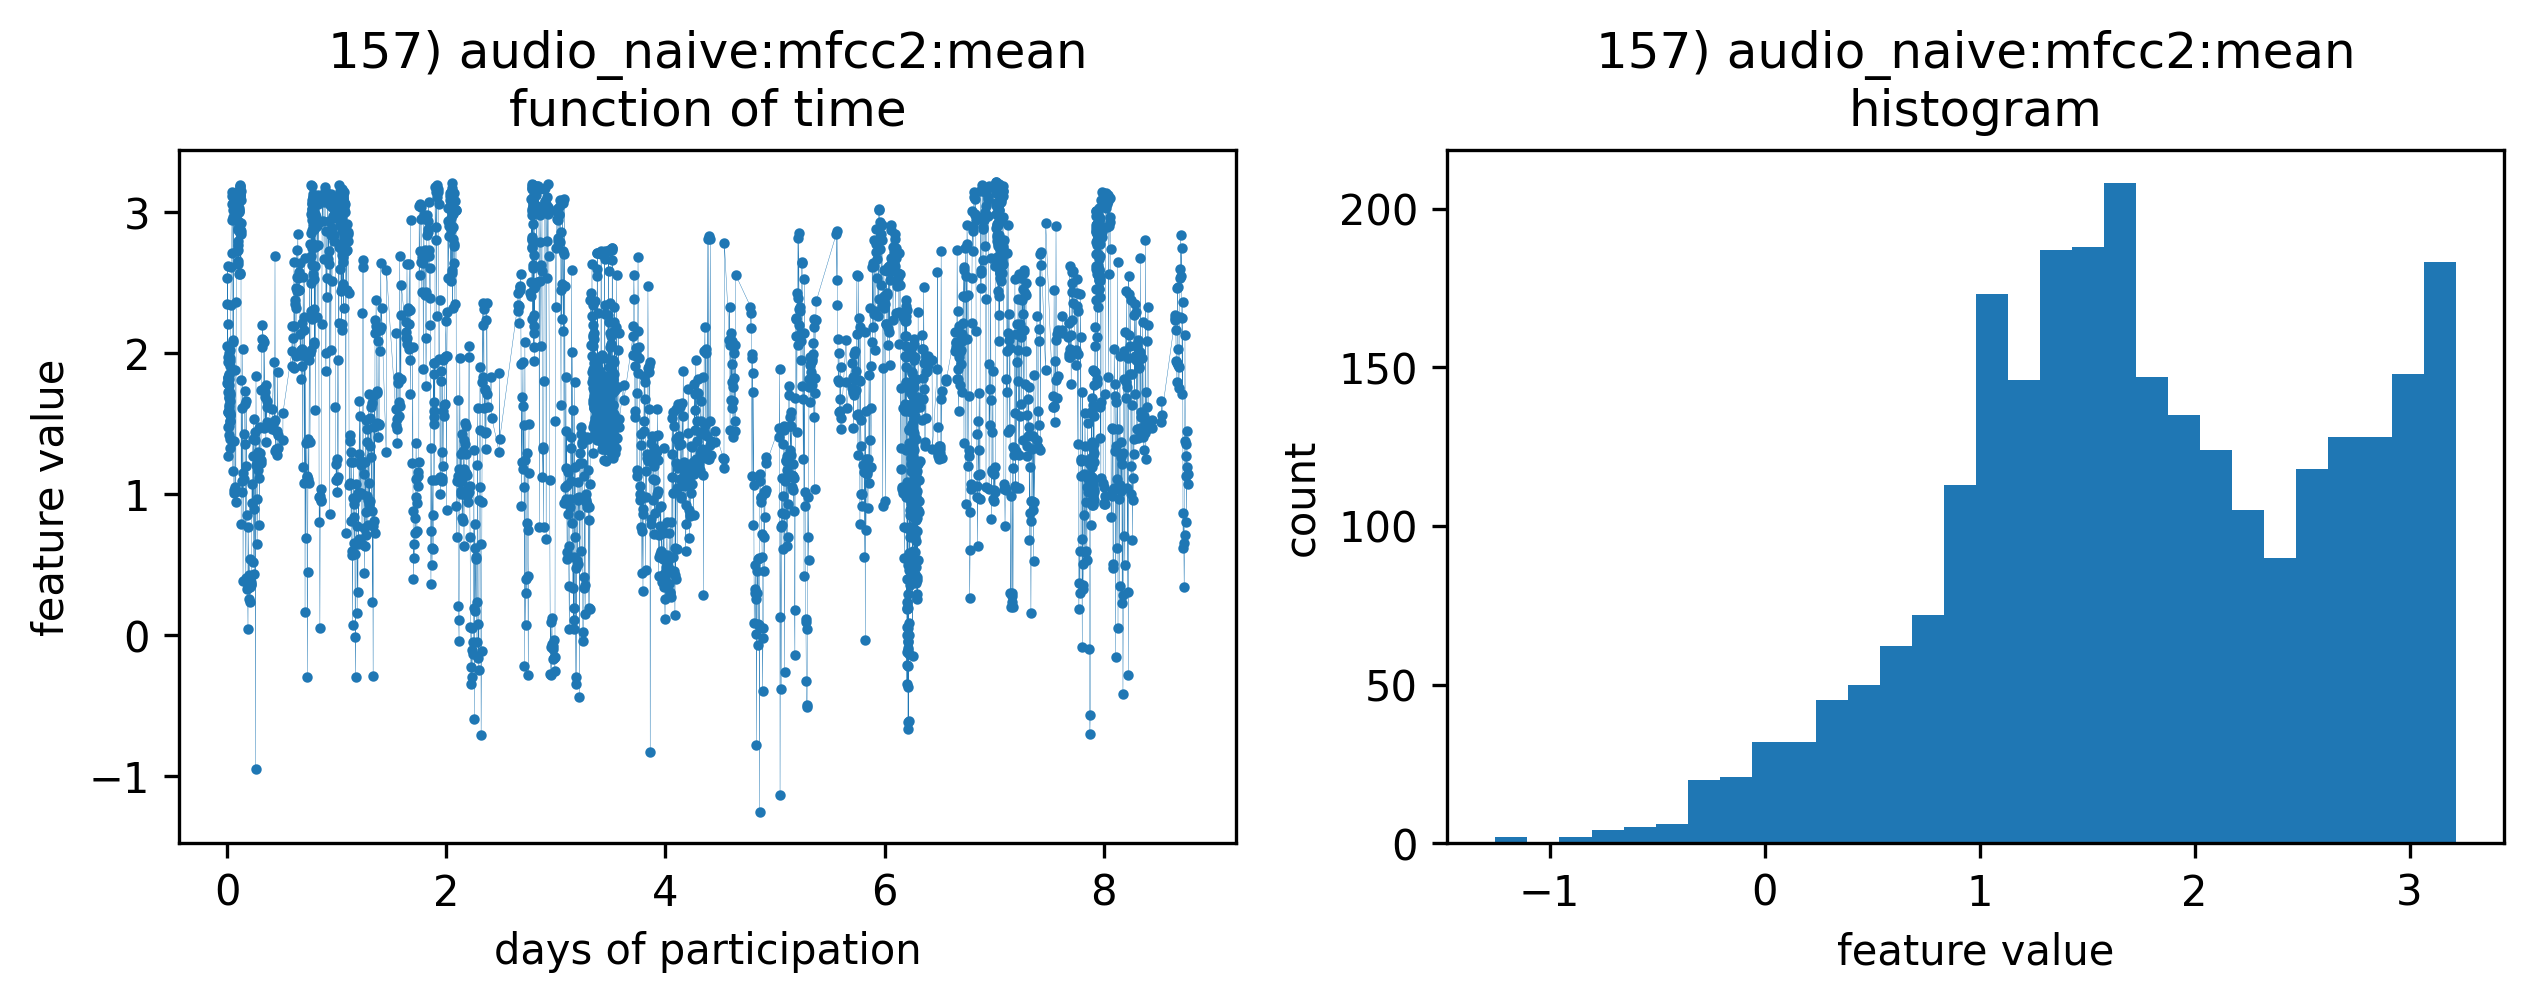 157) audio_naive:mfcc2:mean
function of time
feature value
3
2
1
0
−1
0
2
4
6
8
days of participation
157) audio_naive:mfcc2:mean
histogram
count
200
150
100
50
0
−1
0
1
2
3
feature value